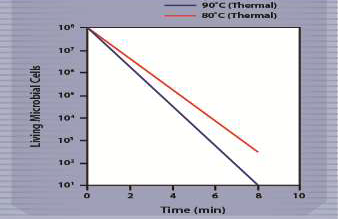 90°C (Thermal)
80°C (Thermal)
Living Microbial Cells
10⁸
10⁷
10⁶
10⁵
10⁴
10³
10²
10¹
0 2 4 6 8 10
Time (min)